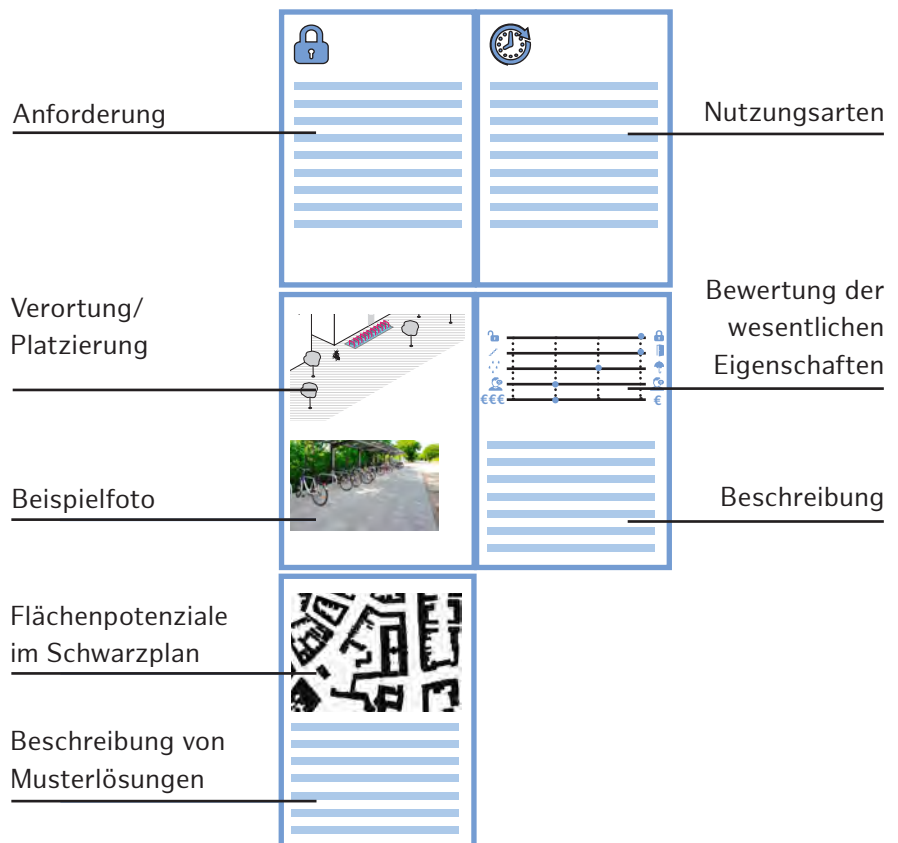 Anforderung
Nutzungsarten
Verortung/
Platzierung
Bewertung der
wesentlichen
Eigenschaften
€€€
€
Beispielfoto
Beschreibung
Flächenpotenziale
im Schwarzplan
Beschreibung von
Musterlösungen